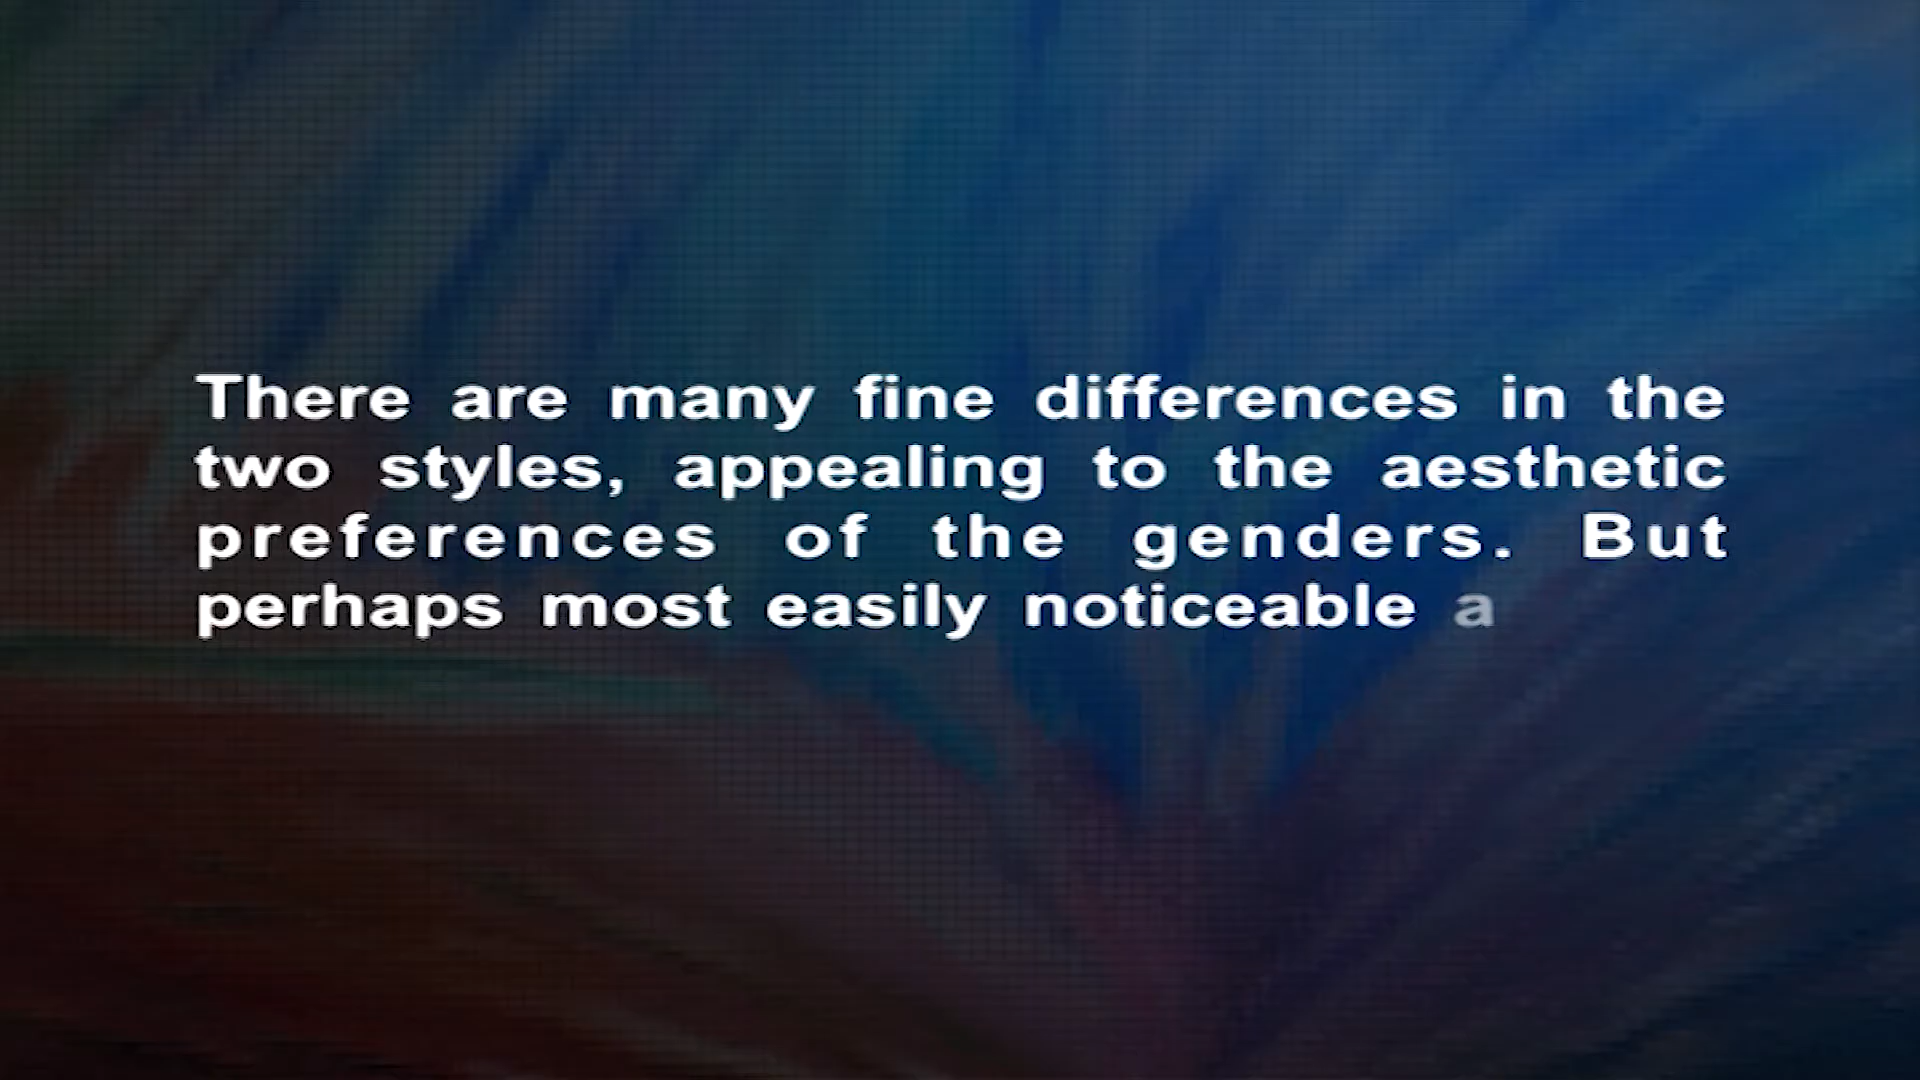 There are many fine differences in the
two styles, appealing to the aesthetic
preferences of the genders. But
perhaps most easily noticeable a